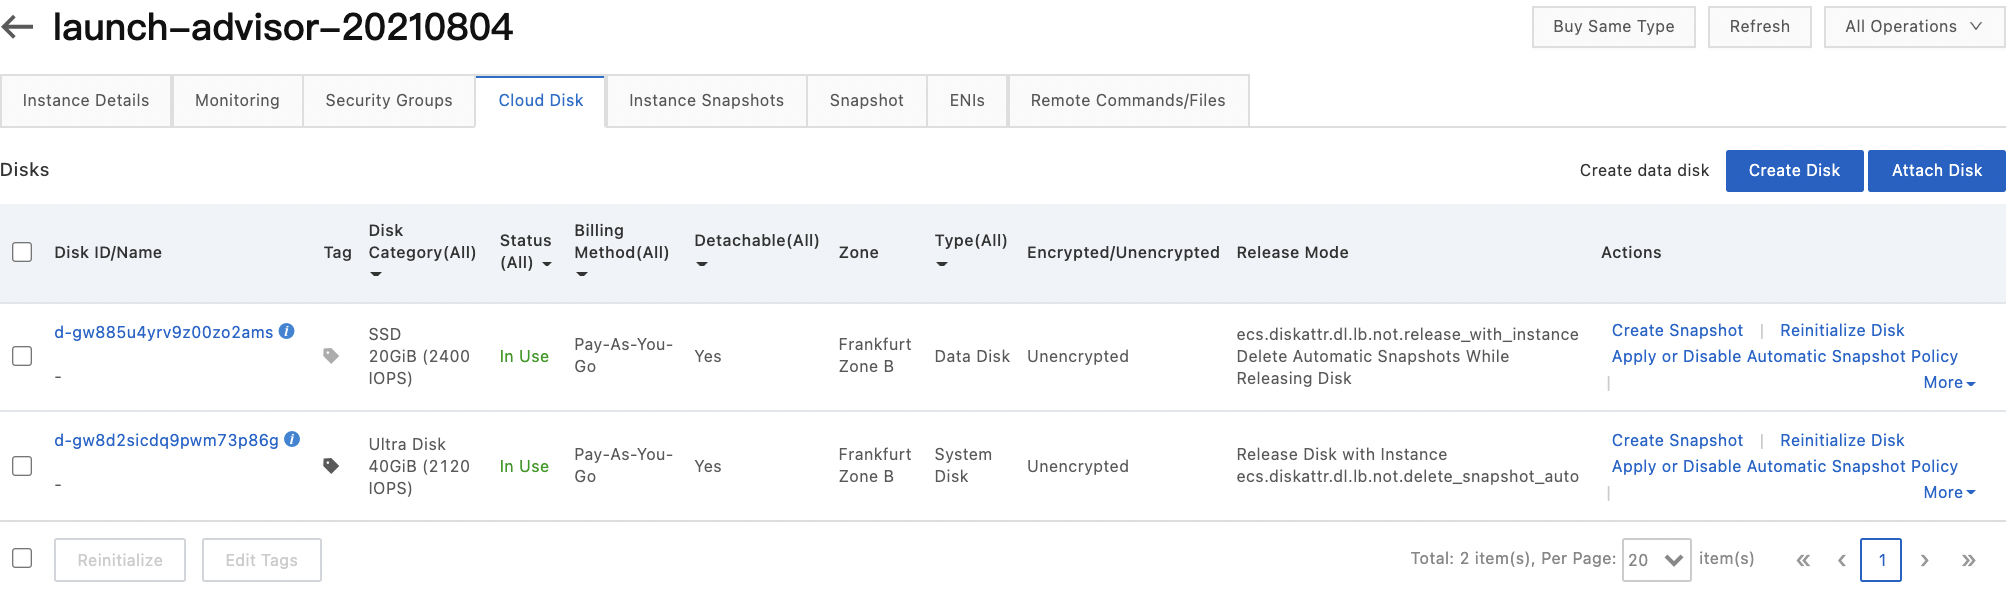 launch-advisor-20210804
Buy Same Type
Refresh
All Operations
Instance Details
Monitoring
Security Groups
Cloud Disk
Instance Snapshots
Snapshot
ENIs
Remote Commands/Files
Disks
Create data disk
Create Disk
Attach Disk
Disk ID/Name
Tag
Disk
Category(All)
Status
(All)
Billing
Method(All)
Detachable(All)
Zone
Type(All)
Encrypted/Unencrypted
Release Mode
Actions
d-gw885u4yrv9z00zo2ams
-
SSD
20GiB (2400
IOPS)
In Use
Pay-As-You-
Go
Yes
Frankfurt
Zone B
Data Disk
Unencrypted
ecs.diskattr.dl.lb.not.release_with_instance
Delete Automatic Snapshots While
Releasing Disk
Create Snapshot | Reinitialize Disk
Apply or Disable Automatic Snapshot Policy
| More
d-gw8d2sicdq9pwm73p86g
-
Ultra Disk
40GiB (2120
IOPS)
In Use
Pay-As-You-
Go
Yes
Frankfurt
Zone B
System
Disk
Unencrypted
Release Disk with Instance
ecs.diskattr.dl.lb.not.delete_snapshot_auto
Create Snapshot | Reinitialize Disk
Apply or Disable Automatic Snapshot Policy
| More
Reinitialize
Edit Tags
Total: 2 item(s), Per Page: 20 item(s)
« ‹ 1 › »